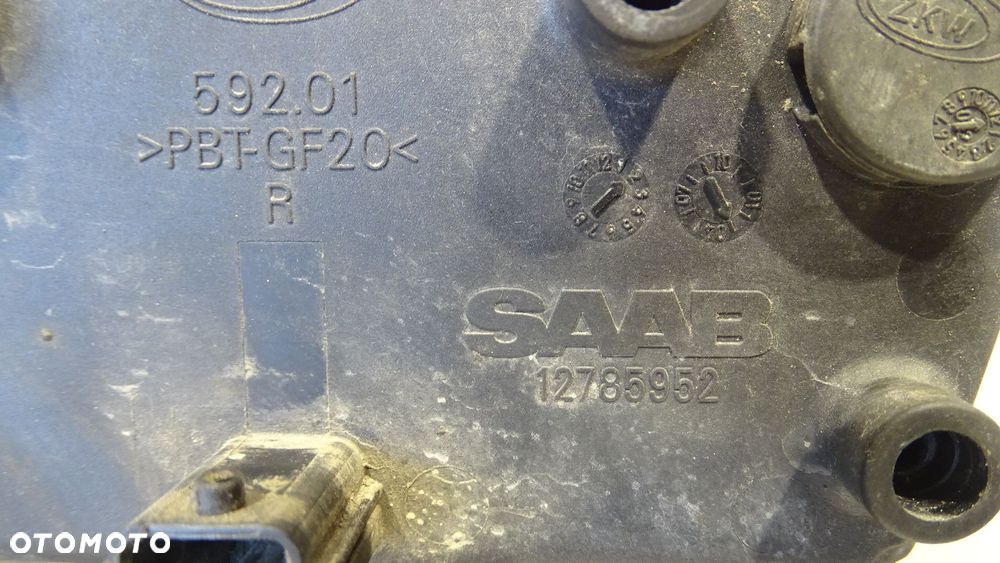 ZKW
592.01
>PBT-GF20<
R
SAAB
12785952
OTOMOTO